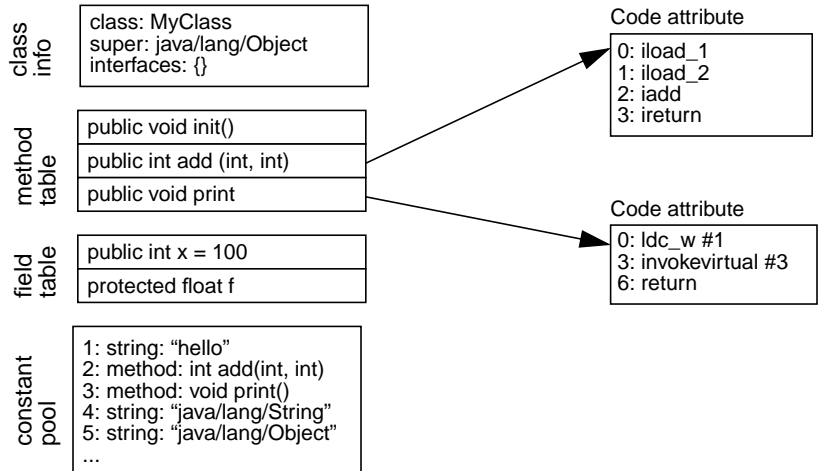 class info
class: MyClass
super: java/lang/Object
interfaces: {}
method table
public void init()
public int add (int, int)
public void print
field table
public int x = 100
protected float f
constant pool
1: string: “hello”
2: method: int add(int, int)
3: method: void print()
4: string: “java/lang/String”
5: string: “java/lang/Object”
...
Code attribute
0: iload_1
1: iload_2
2: iadd
3: ireturn
Code attribute
0: ldc_w #1
3: invokevirtual #3
6: return